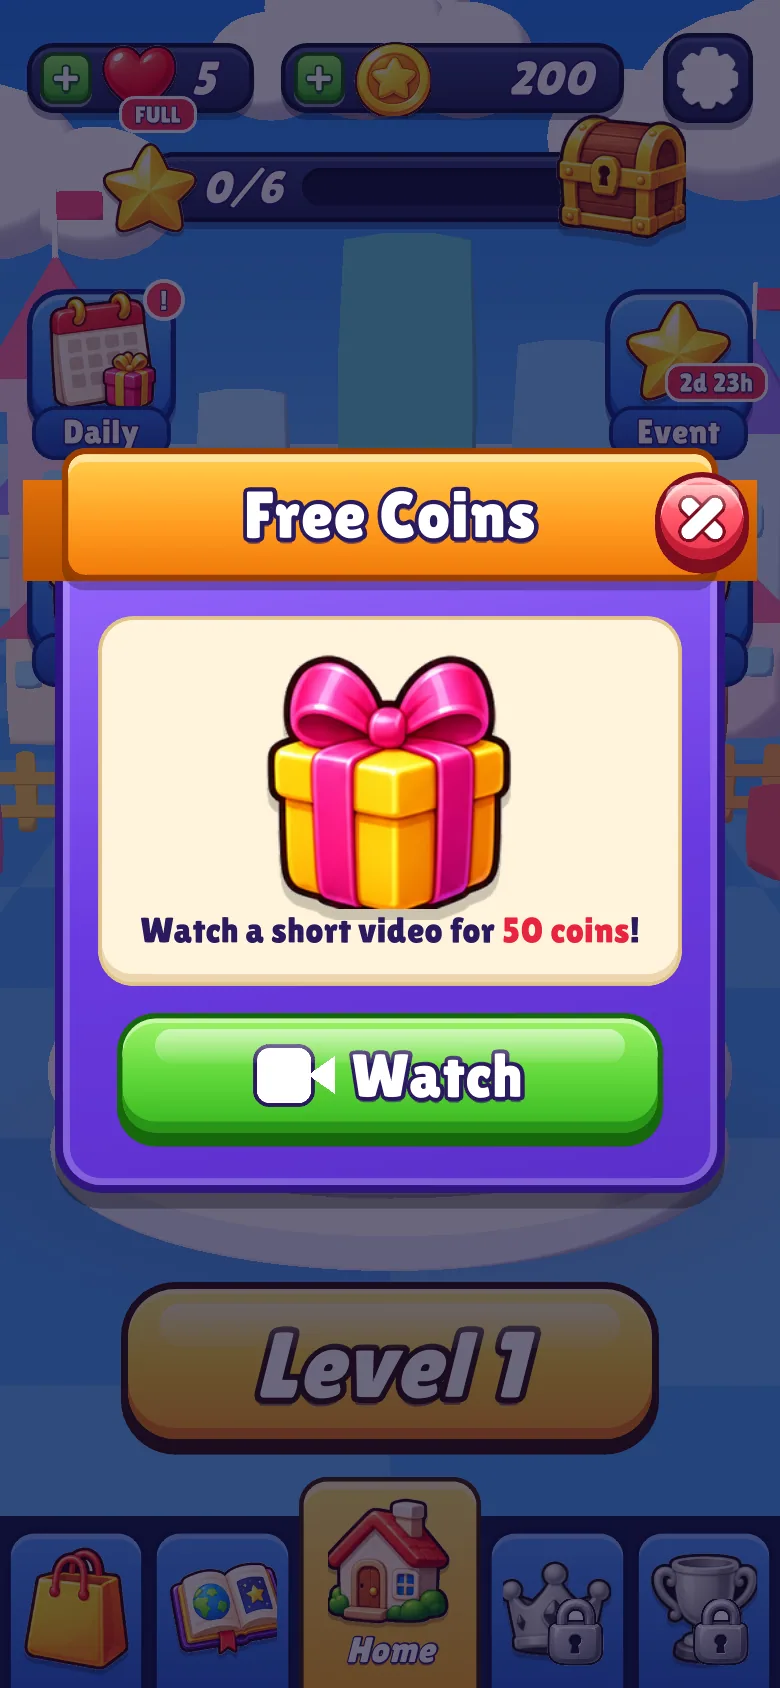 5
FULL
200
0/6
!
Daily
2d 23h
Event
Free Coins
Watch a short video for 50 coins!
Watch
Level 1
Home